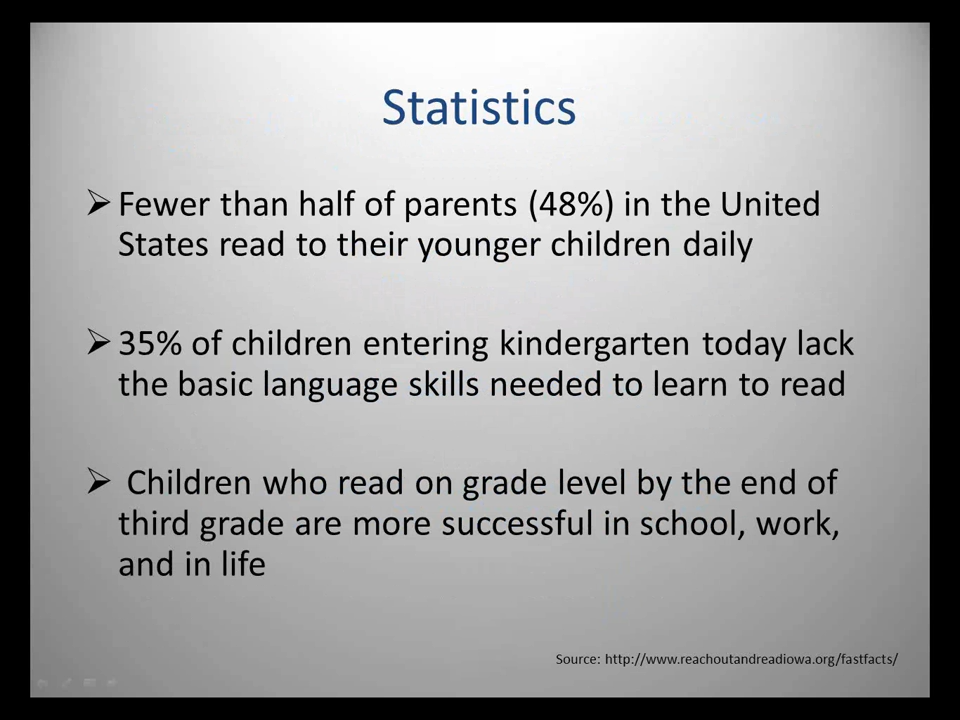 Statistics
➢ Fewer than half of parents (48%) in the United
States read to their younger children daily
➢ 35% of children entering kindergarten today lack
the basic language skills needed to learn to read
➢ Children who read on grade level by the end of
third grade are more successful in school, work,
and in life
Source: http://www.reachoutandreadiowa.org/fastfacts/